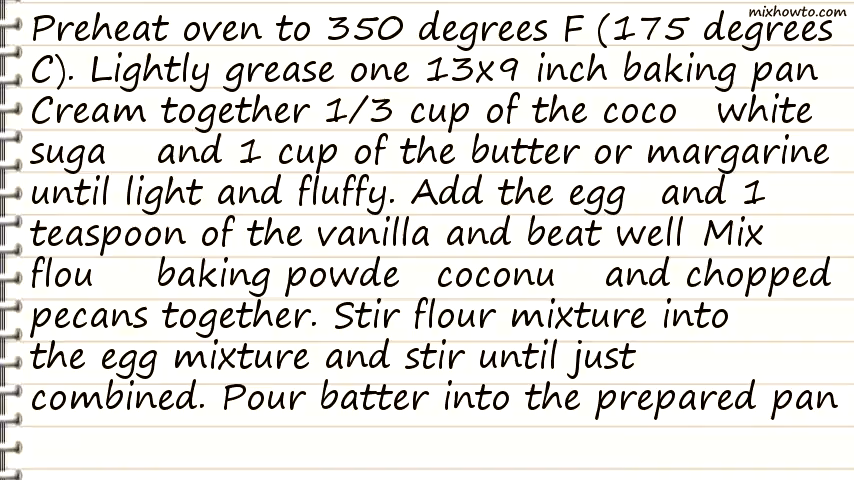 mixhowto.com
Preheat oven to 350 degrees F (175 degrees
C). Lightly grease one 13x9 inch baking pan
Cream together 1/3 cup of the coco white
suga and 1 cup of the butter or margarine
until light and fluffy. Add the egg and 1
teaspoon of the vanilla and beat well Mix
flou baking powde coconu and chopped
pecans together. Stir flour mixture into
the egg mixture and stir until just
combined. Pour batter into the prepared pan